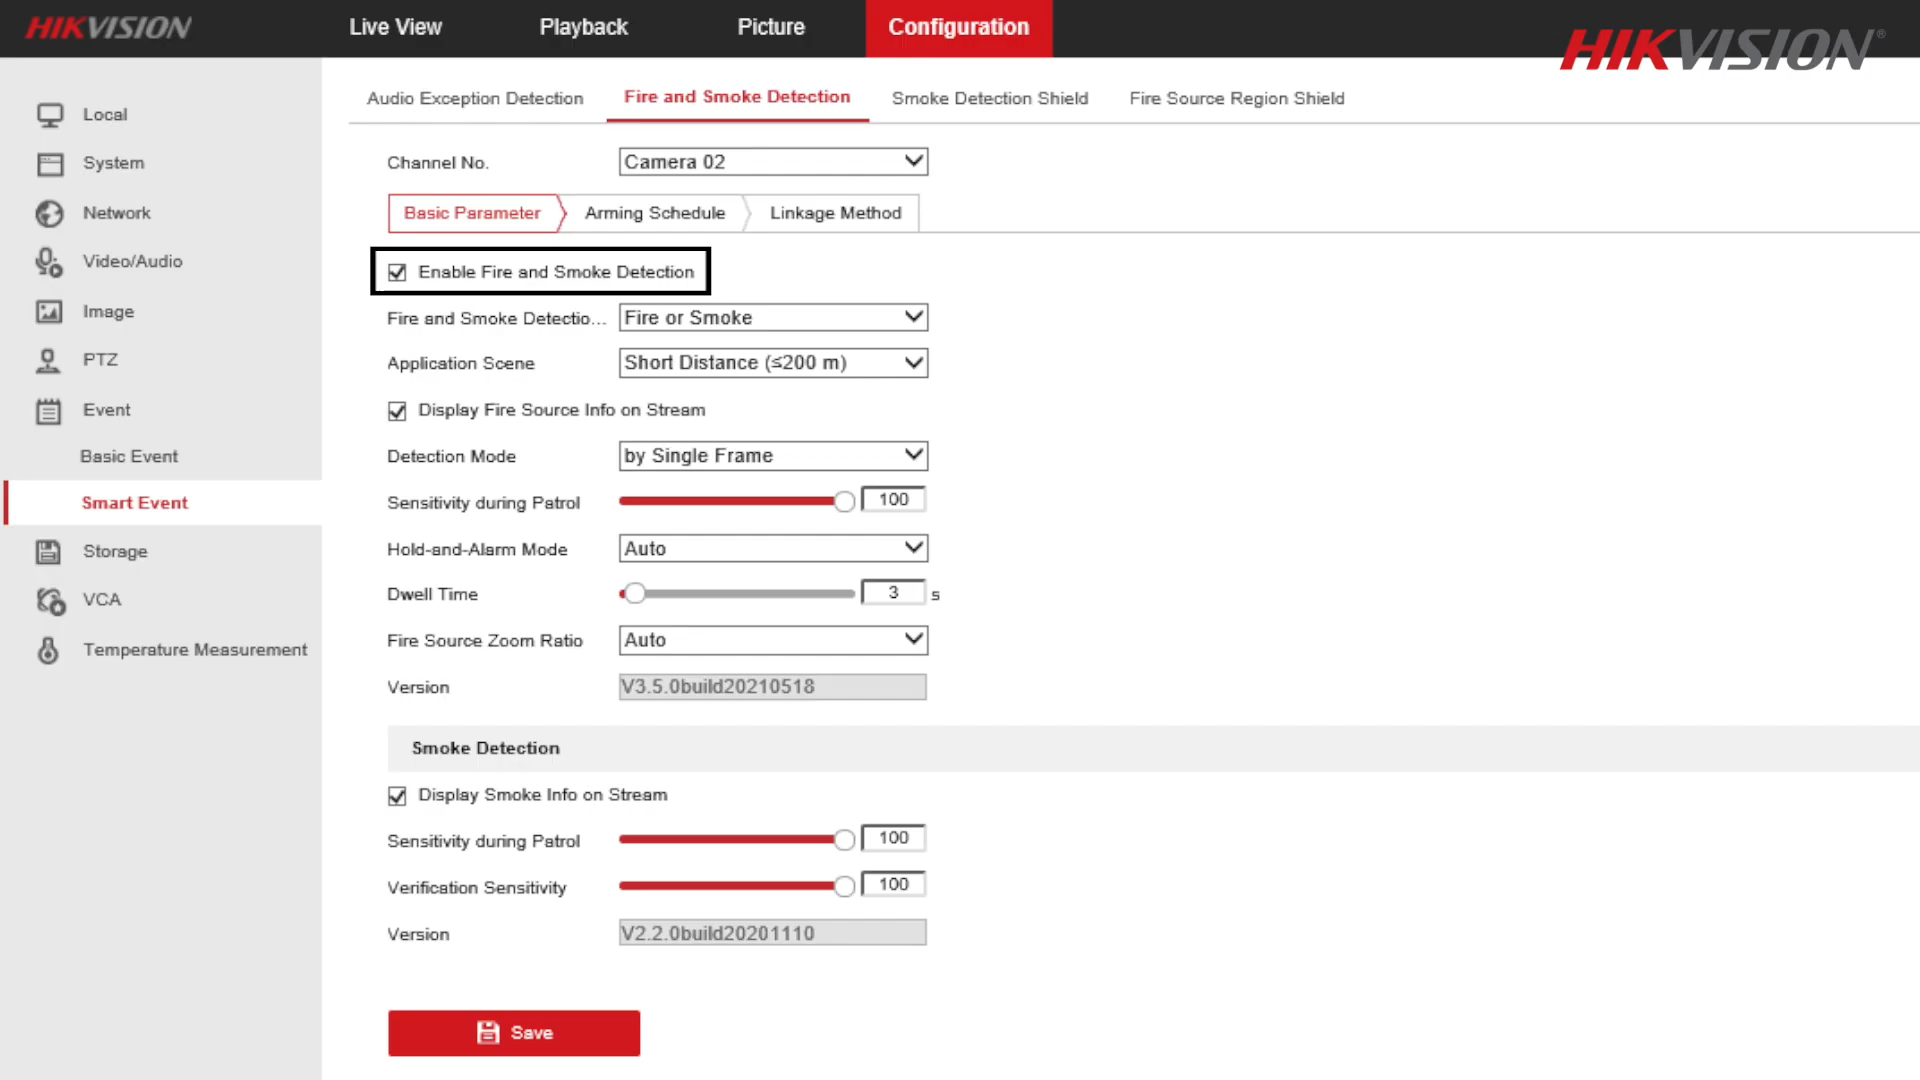 HIKVISION Live View Playback Picture Configuration HIKVISION®
Audio Exception Detection Fire and Smoke Detection Smoke Detection Shield Fire Source Region Shield
Local
System
Network
Video/Audio
Image
PTZ
Event
Basic Event
Smart Event
Storage
VCA
Temperature Measurement
Channel No. Camera 02
Basic Parameter Arming Schedule Linkage Method
Enable Fire and Smoke Detection
Fire and Smoke Detectio... Fire or Smoke
Application Scene Short Distance (≤200 m)
Display Fire Source Info on Stream
Detection Mode by Single Frame
Sensitivity during Patrol 100
Hold-and-Alarm Mode Auto
Dwell Time 3 s
Fire Source Zoom Ratio Auto
Version V3.5.0build20210518
Smoke Detection
Display Smoke Info on Stream
Sensitivity during Patrol 100
Verification Sensitivity 100
Version V2.2.0build20201110
Save